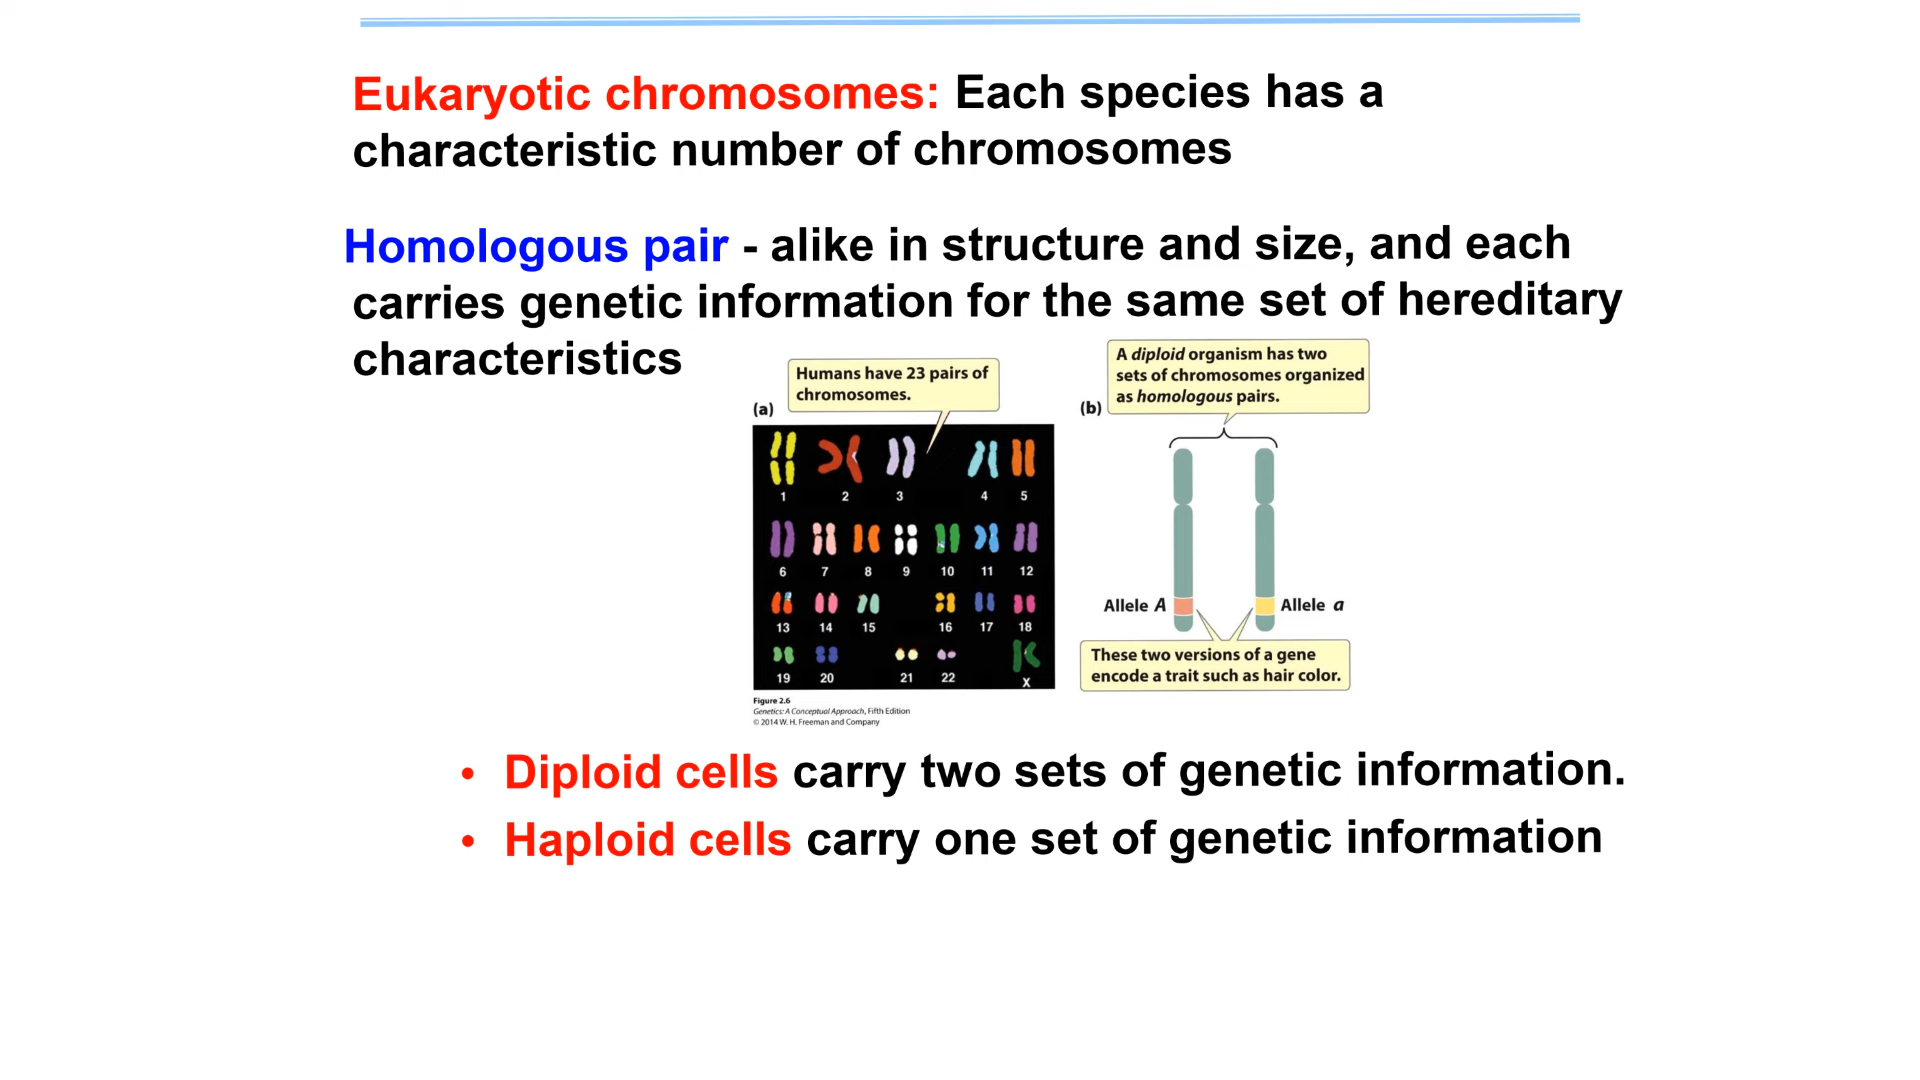 Eukaryotic chromosomes: Each species has a
characteristic number of chromosomes
Homologous pair - alike in structure and size, and each
carries genetic information for the same set of hereditary
characteristics
(a)
Humans have 23 pairs of
chromosomes.
1 2 3 4 5
6 7 8 9 10 11 12
13 14 15 16 17 18
19 20 21 22 X
Figure 2.6
Genetics: A Conceptual Approach, Fifth Edition
© 2014 W. H. Freeman and Company
(b)
A diploid organism has two
sets of chromosomes organized
as homologous pairs.
Allele A Allele a
These two versions of a gene
encode a trait such as hair color.
• Diploid cells carry two sets of genetic information.
• Haploid cells carry one set of genetic information